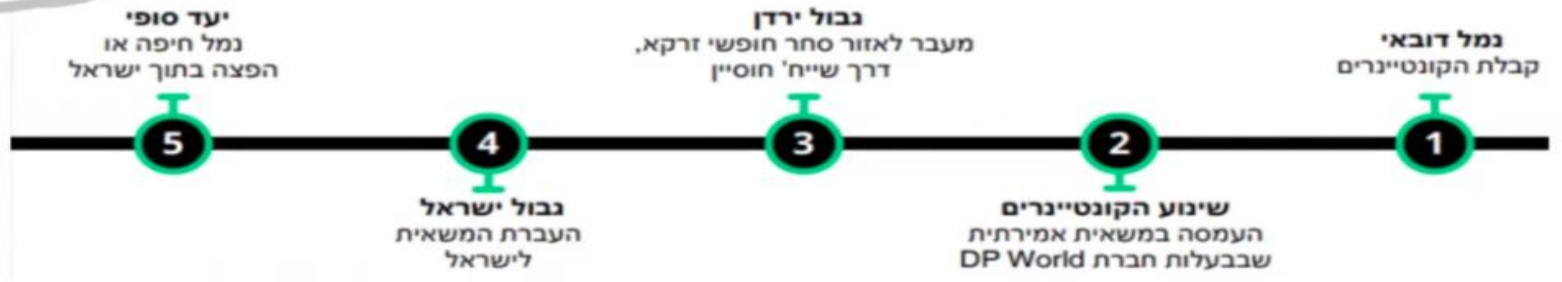 נמל דובאי
קבלת הקונטיינרים
1
2
שינוע הקונטיינרים
העמסה במשאית אמירתית
שבבעלות חברת DP World
גבול ירדן
מעבר לאזור סחר חופשי זרקא,
דרך שייח' חוסיין
3
4
גבול ישראל
העברת המשאית
לישראל
יעד סופי
נמל חיפה או
הפצה בתוך ישראל
5